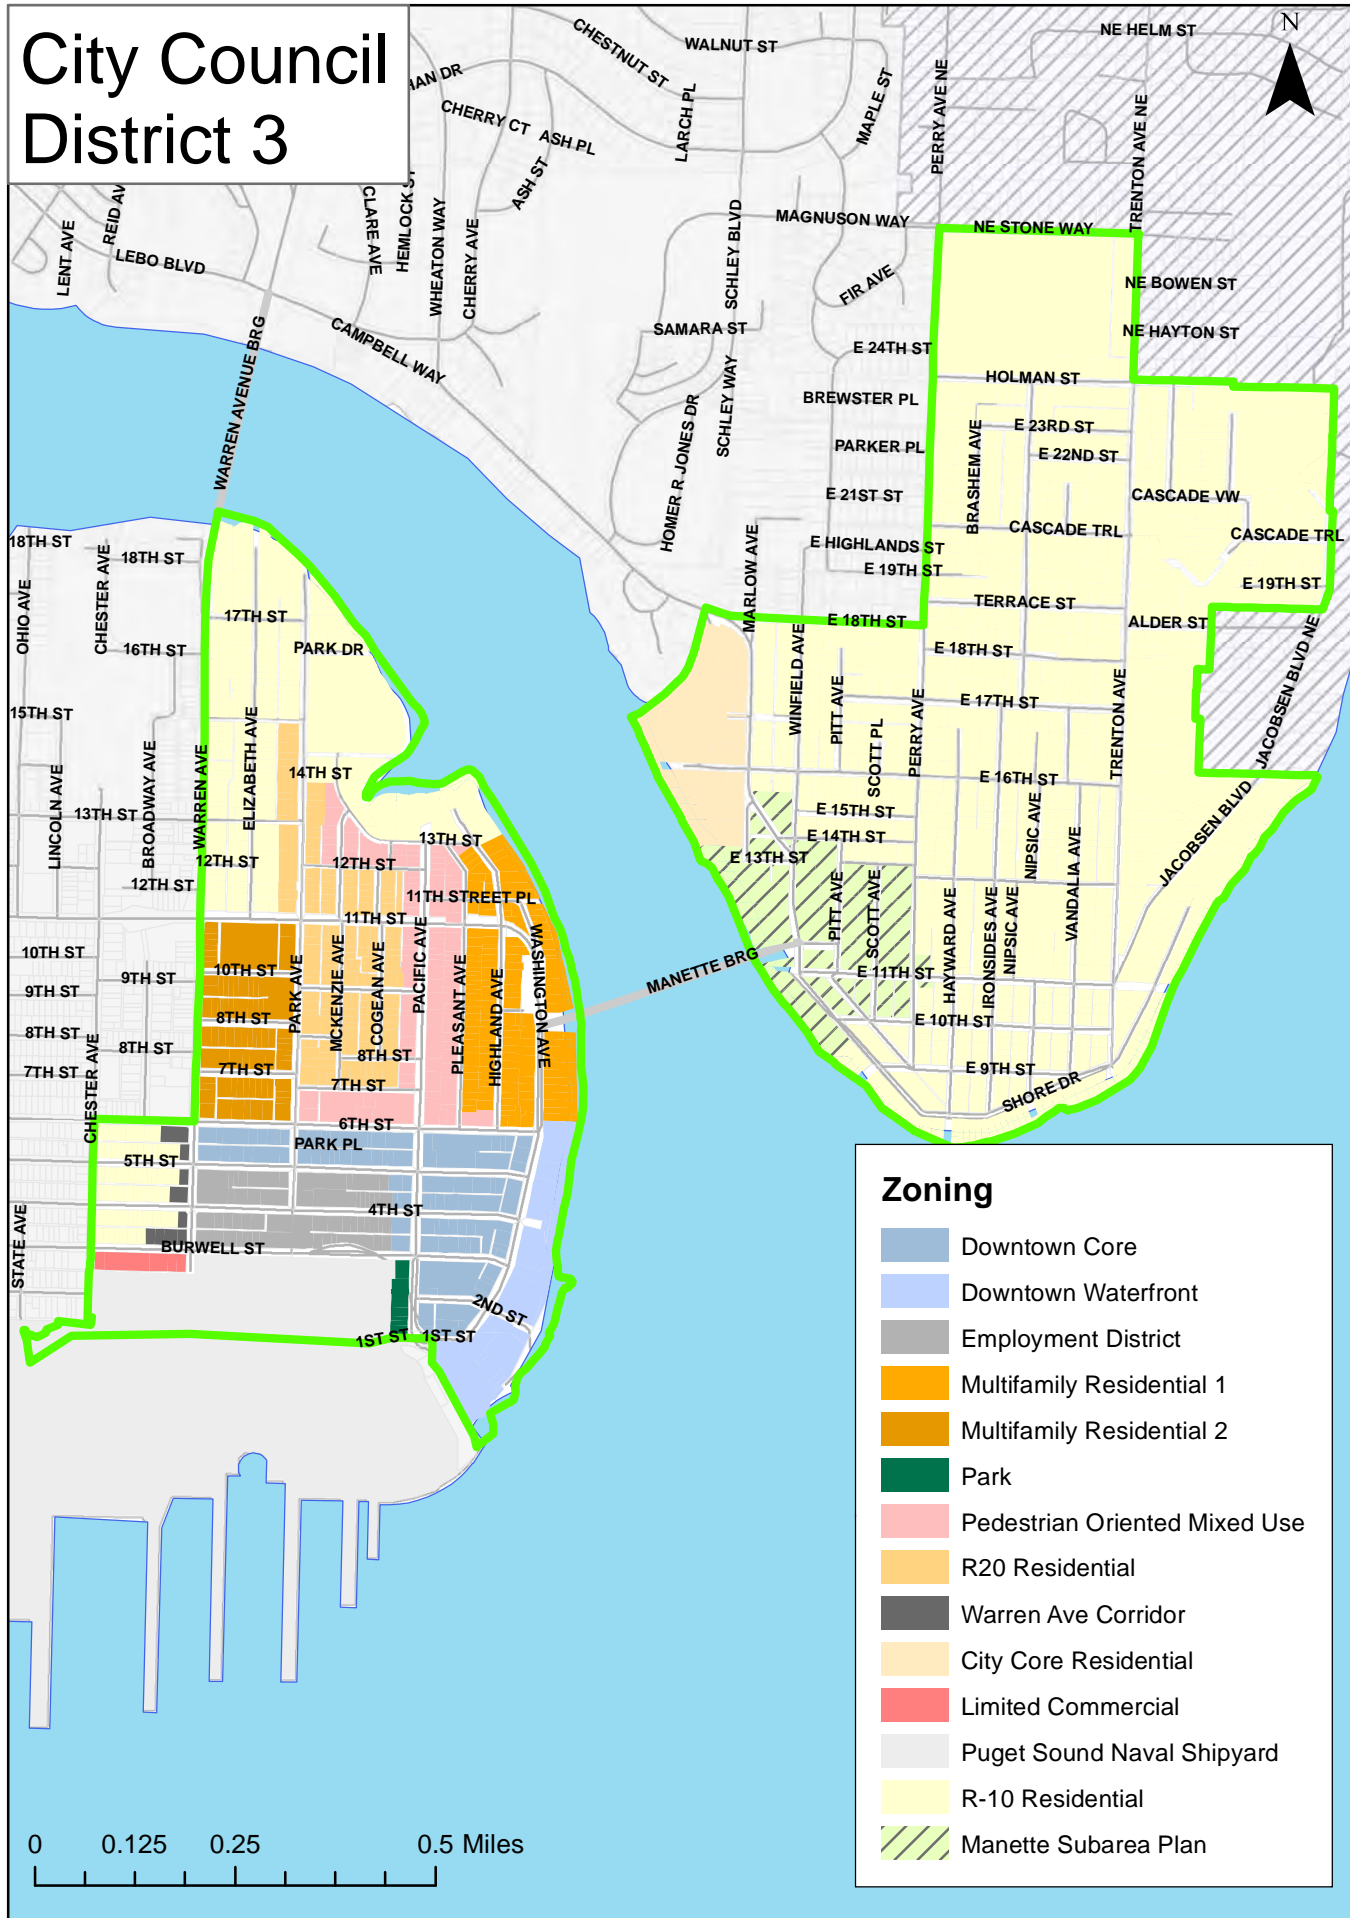 City Council
District 3
N
NE HELM ST
WALNUT ST
CHESTNUT ST
HAN DR
CHERRY CT
ASH PL
ASH ST
LARCH PL
MAPLE ST
PERRY AVE NE
TRENTON AVE NE
LENT AVE
REID AV
LEBO BLVD
CLARE AVE
HEMLOCK ST
WHEATON WAY
CHERRY AVE
SCHLEY BLVD
MAGNUSON WAY
NE STONE WAY
FIR AVE
NE BOWEN ST
NE HAYTON ST
WARREN AVENUE BRG
CAMPBELL WAY
SAMARA ST
E 24TH ST
HOLMAN ST
BREWSTER PL
SCHLEY WAY
HOMER R JONES DR
PARKER PL
BRASHEM AVE
E 23RD ST
E 22ND ST
E 21ST ST
CASCADE VW
CASCADE TRL
CASCADE TRL
18TH ST
18TH ST
CHESTER AVE
OHIO AVE
MARLOW AVE
E HIGHLANDS ST
E 19TH ST
E 19TH ST
TERRACE ST
17TH ST
E 18TH ST
ALDER ST
16TH ST
PARK DR
E 18TH ST
JACOBSEN BLVD NE
WINFIELD AVE
PITT AVE
E 17TH ST
15TH ST
SCOTT PL
PERRY AVE
TRENTON AVE
LINCOLN AVE
BROADWAY AVE
WARREN AVE
ELIZABETH AVE
14TH ST
E 16TH ST
13TH ST
E 15TH ST
NIPSIC AVE
JACOBSEN BLVD
13TH ST
E 14TH ST
12TH ST
12TH ST
E 13TH ST
VANDALIA AVE
12TH ST
11TH STREET PL
PITT AVE
SCOTT AVE
11TH ST
HAYWARD AVE
IRONSIDES AVE
NIPSIC AVE
10TH ST
10TH ST
PARK AVE
MCKENZIE AVE
COGEAN AVE
PACIFIC AVE
PLEASANT AVE
HIGHLAND AVE
WASHINGTON AVE
MANETTE BRG
9TH ST
9TH ST
E 11TH ST
8TH ST
8TH ST
E 10TH ST
8TH ST
8TH ST
7TH ST
7TH ST
7TH ST
E 9TH ST
SHORE DR
CHESTER AVE
6TH ST
PARK PL
5TH ST
4TH ST
STATE AVE
BURWELL ST
2ND ST
1ST ST
1ST ST
Zoning
Downtown Core
Downtown Waterfront
Employment District
Multifamily Residential 1
Multifamily Residential 2
Park
Pedestrian Oriented Mixed Use
R20 Residential
Warren Ave Corridor
City Core Residential
Limited Commercial
Puget Sound Naval Shipyard
R-10 Residential
Manette Subarea Plan
0 0.125 0.25 0.5 Miles